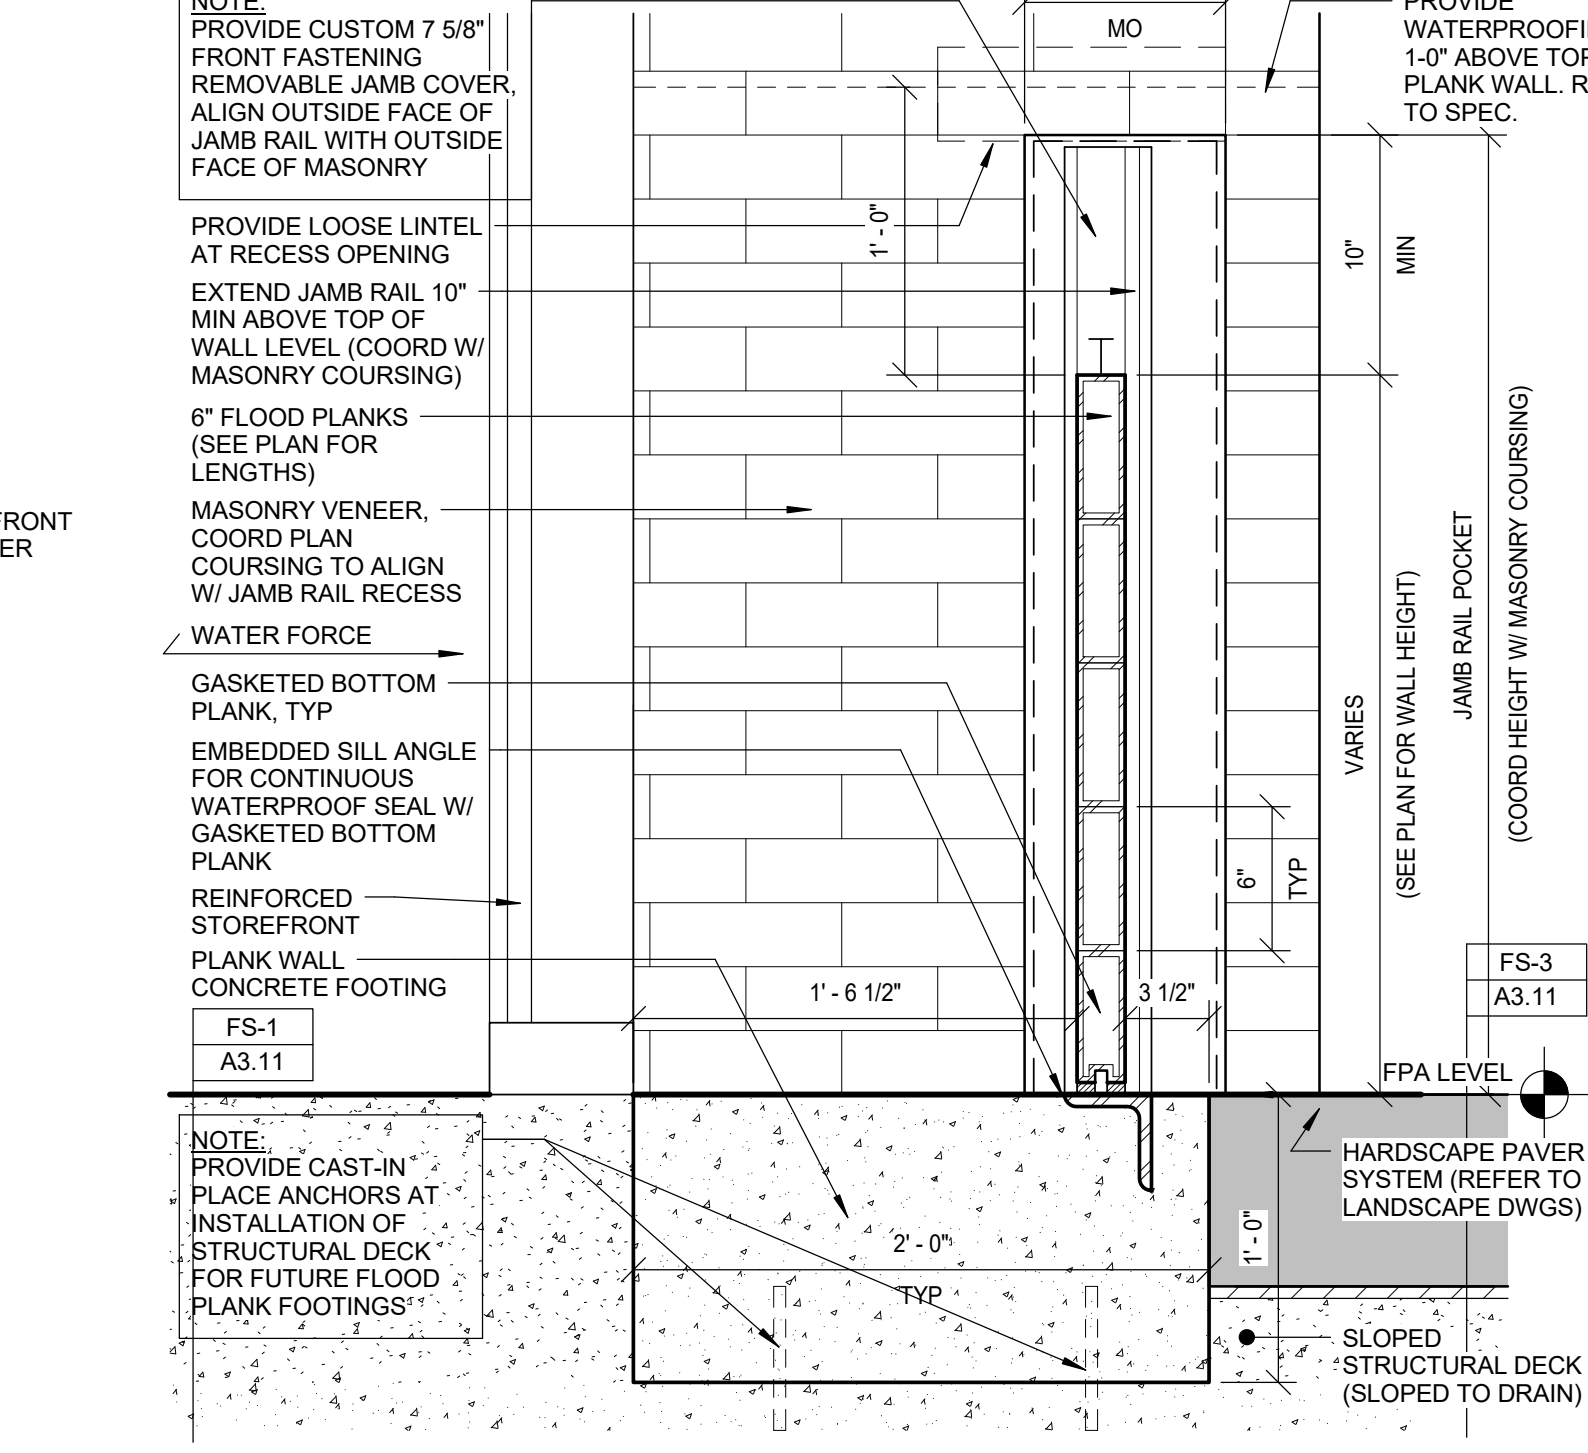 NOTE:
PROVIDE CUSTOM 7 5/8"
FRONT FASTENING
REMOVABLE JAMB COVER,
ALIGN OUTSIDE FACE OF
JAMB RAIL WITH OUTSIDE
FACE OF MASONRY
PROVIDE LOOSE LINTEL
AT RECESS OPENING
EXTEND JAMB RAIL 10"
MIN ABOVE TOP OF
WALL LEVEL (COORD W/
MASONRY COURSING)
6" FLOOD PLANKS
(SEE PLAN FOR
LENGTHS)
MASONRY VENEER,
COORD PLAN
COURSING TO ALIGN
W/ JAMB RAIL RECESS
WATER FORCE
GASKETED BOTTOM
PLANK, TYP
EMBEDDED SILL ANGLE
FOR CONTINUOUS
WATERPROOF SEAL W/
GASKETED BOTTOM
PLANK
REINFORCED
STOREFRONT
PLANK WALL
CONCRETE FOOTING
FS-1
A3.11
NOTE:
PROVIDE CAST-IN
PLACE ANCHORS AT
INSTALLATION OF
STRUCTURAL DECK
FOR FUTURE FLOOD
PLANK FOOTINGS
FRONT
ER
MO
1' - 0"
1' - 6 1/2"
3 1/2"
2' - 0"
TYP
PROVIDE
1-0" ABOVE TOP
PLANK WALL. R
TO SPEC.
10"
MIN
VARIES
(SEE PLAN FOR WALL HEIGHT)
JAMB RAIL POCKET
(COORD HEIGHT W/ MASONRY COURSING)
6"
TYP
FS-3
A3.11
FPA LEVEL
HARDSCAPE PAVER
SYSTEM (REFER TO
LANDSCAPE DWGS)
1' - 0"
SLOPED
STRUCTURAL DECK
(SLOPED TO DRAIN)